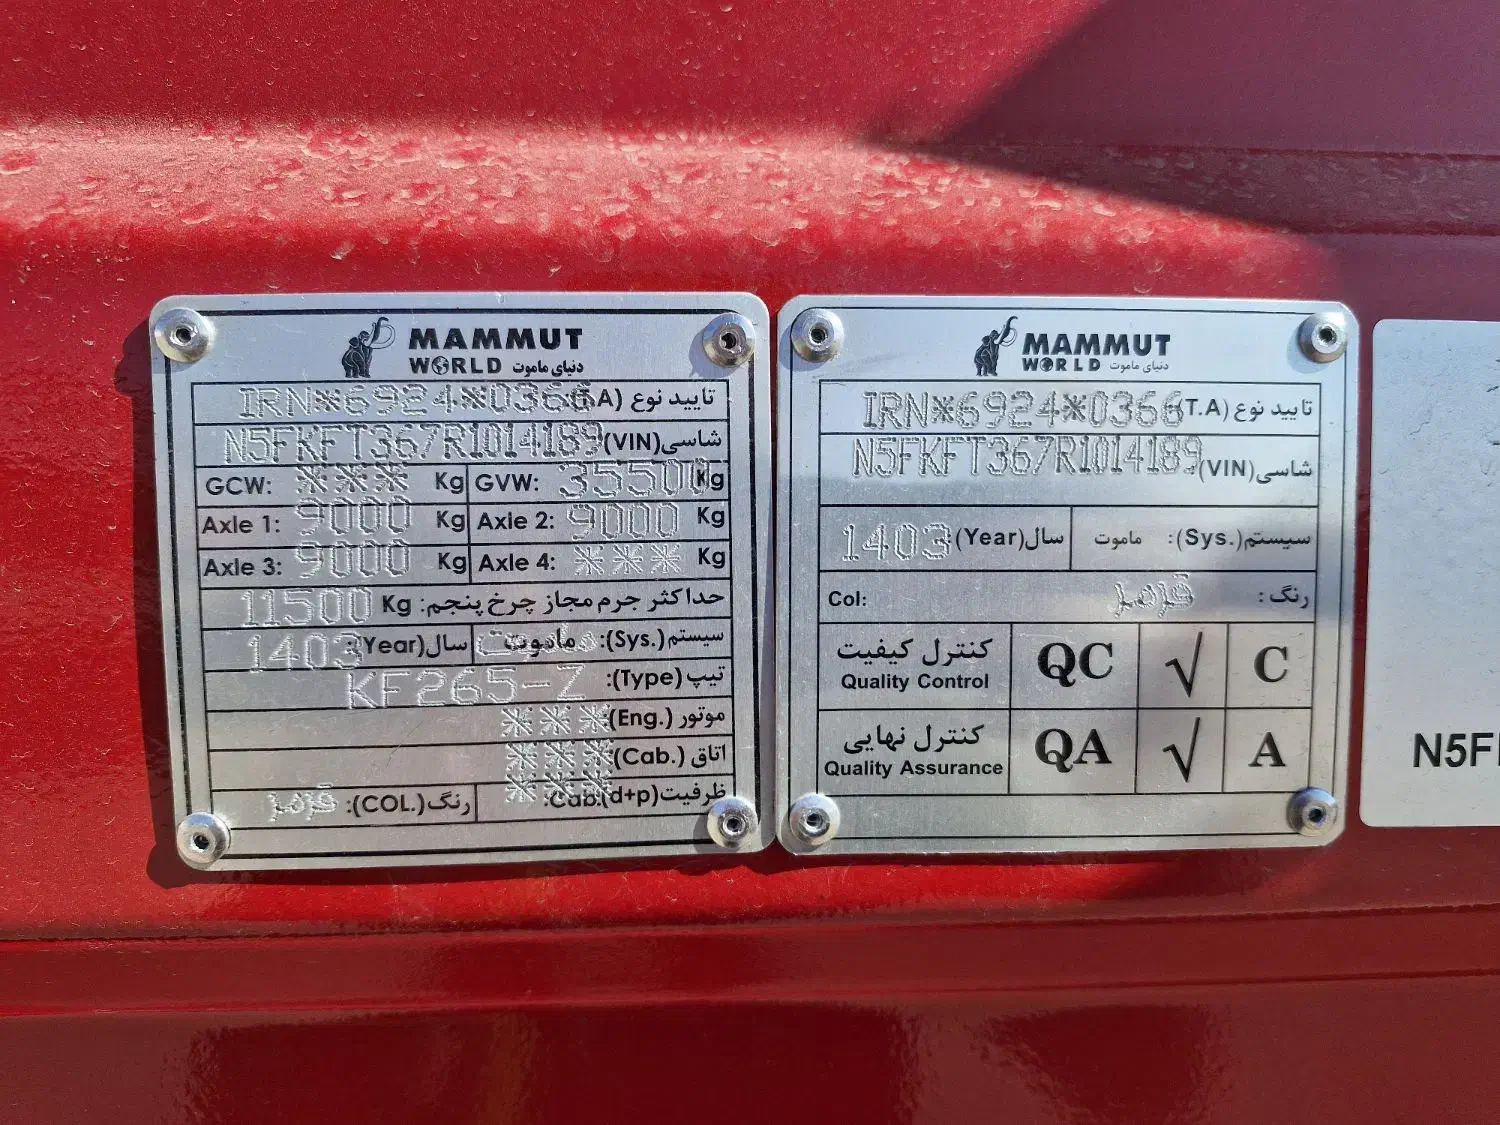 MAMMUT
WORLD دنیای ماموت
تایید نوع (T.A) IRN*6924*0366
شاسی(VIN) N5FKFT367R1014189
GCW: *** Kg GVW: 35500 Kg
Axle 1: 9000 Kg Axle 2: 9000 Kg
Axle 3: 9000 Kg Axle 4: *** Kg
حداکثر جرم مجاز چرخ پنجم: 11500 Kg
سیستم(.Sys): ماموت سال(Year): 1403
تیپ(Type): KF265-Z
موتور(.Eng): ***
اتاق(.Cab): ***
ظرفیت(d+p).Cab: *** رنگ(.COL): قرمز
MAMMUT
WORLD دنیای ماموت
تایید نوع (T.A) IRN*6924*0366
شاسی(VIN) N5FKFT367R1014189
سیستم(.Sys): ماموت سال(Year) 1403
رنگ: قرمز Col:
کنترل کیفیت
Quality Control QC √ C
کنترل نهایی
Quality Assurance QA √ A
N5F